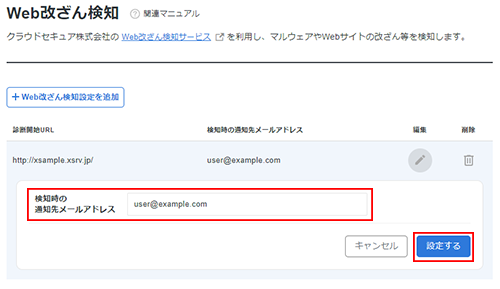 Web改ざん検知 ? 関連マニュアル
クラウドセキュア株式会社の Web改ざん検知サービス を利用し、マルウェアやWebサイトの改ざん等を検知します。
+ Web改ざん検知設定を追加
診断開始URL 検知時の通知先メールアドレス 編集 削除
http://xsample.xsrv.jp/ user@example.com
検知時の
通知先メールアドレス user@example.com
キャンセル 設定する